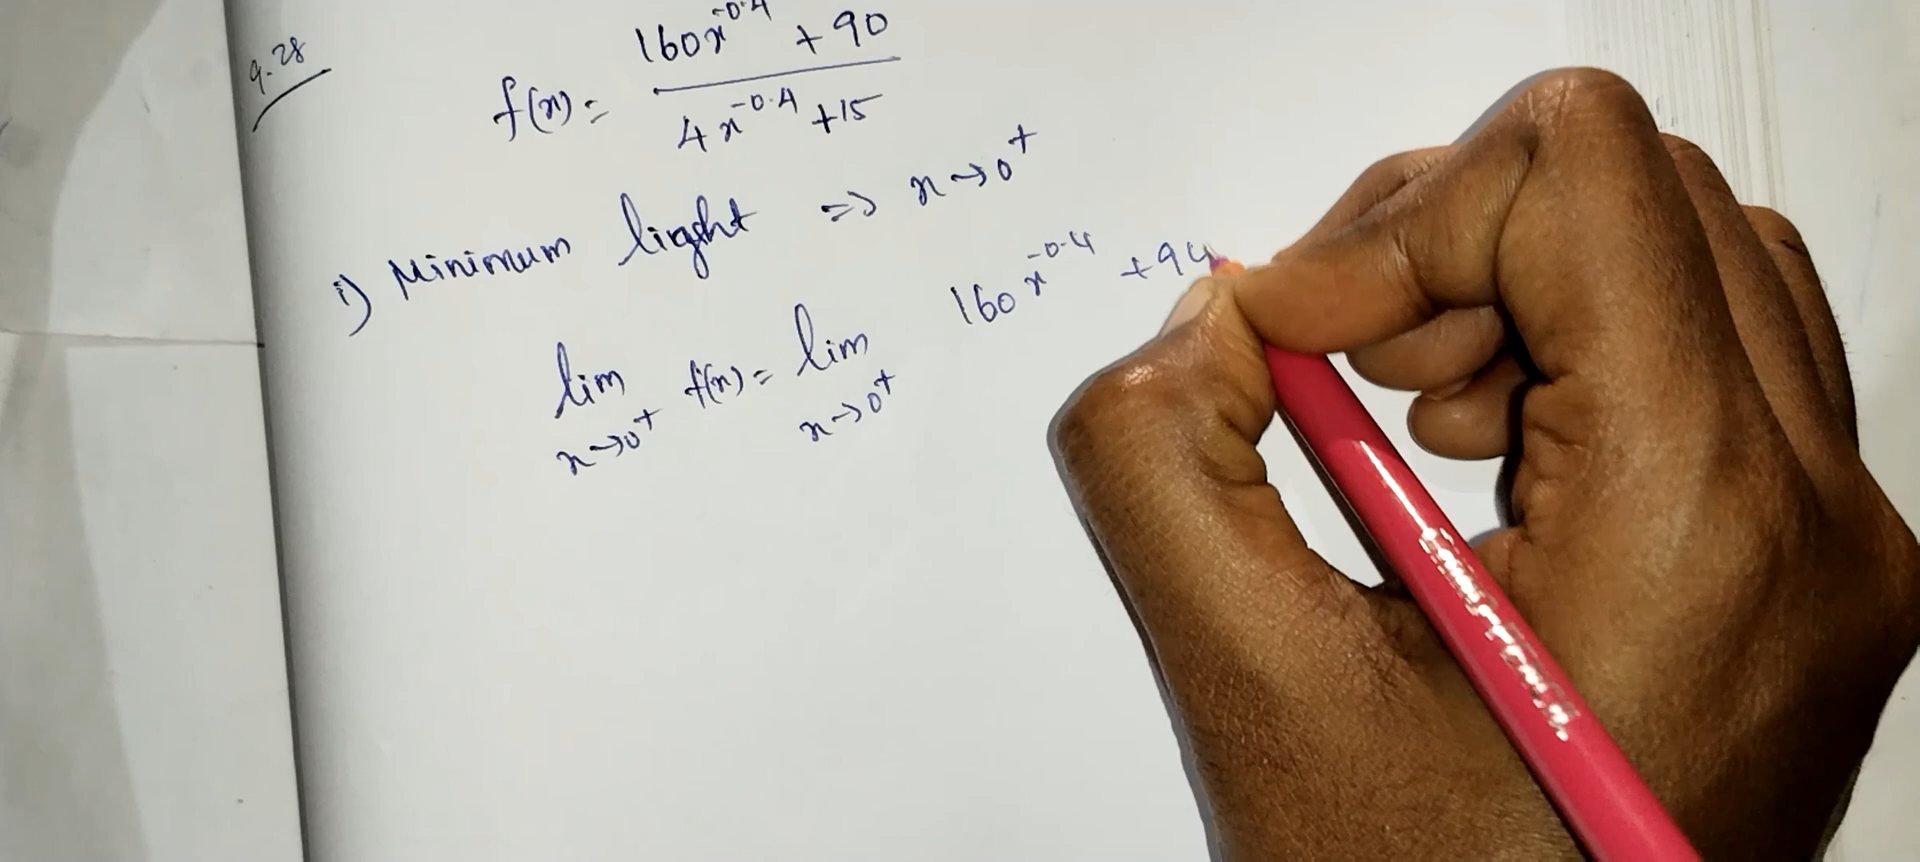 9.28
f(x) = (160x^-0.4 + 90) / (4x^-0.4 + 15)
i) Minimum light => x → 0^+
lim x→0^+ f(x) = lim x→0^+ 160x^-0.4 + 94